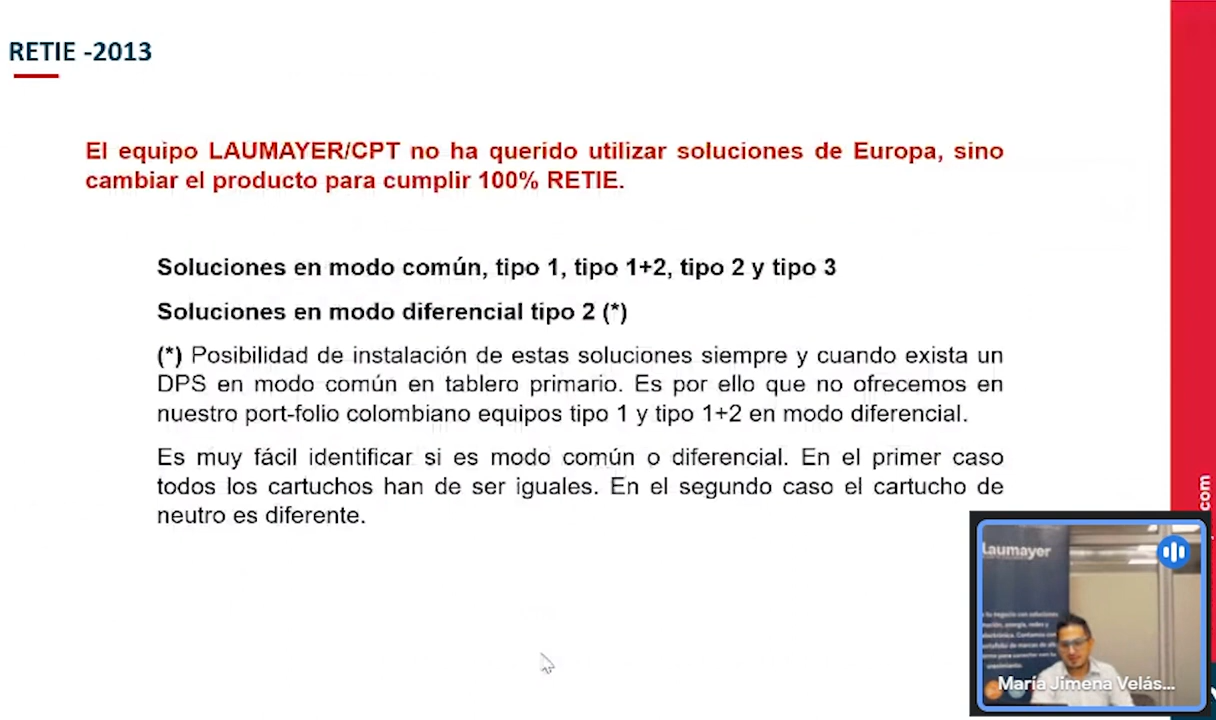 RETIE -2013
El equipo LAUMAYER/CPT no ha querido utilizar soluciones de Europa, sino
cambiar el producto para cumplir 100% RETIE.
Soluciones en modo común, tipo 1, tipo 1+2, tipo 2 y tipo 3
Soluciones en modo diferencial tipo 2 (*)
(*) Posibilidad de instalación de estas soluciones siempre y cuando exista un
DPS en modo común en tablero primario. Es por ello que no ofrecemos en
nuestro port-folio colombiano equipos tipo 1 y tipo 1+2 en modo diferencial.
Es muy fácil identificar si es modo común o diferencial. En el primer caso
todos los cartuchos han de ser iguales. En el segundo caso el cartucho de
neutro es diferente.
.com
Laumayer
María Jimena Velás...